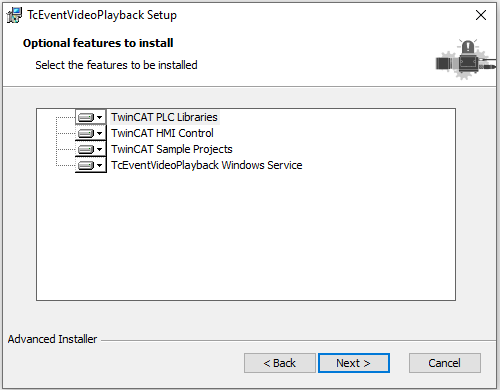 TcEventVideoPlayback Setup
Optional features to install
Select the features to be installed
TwinCAT PLC Libraries
TwinCAT HMI Control
TwinCAT Sample Projects
TcEventVideoPlayback Windows Service
Advanced Installer
< Back
Next >
Cancel